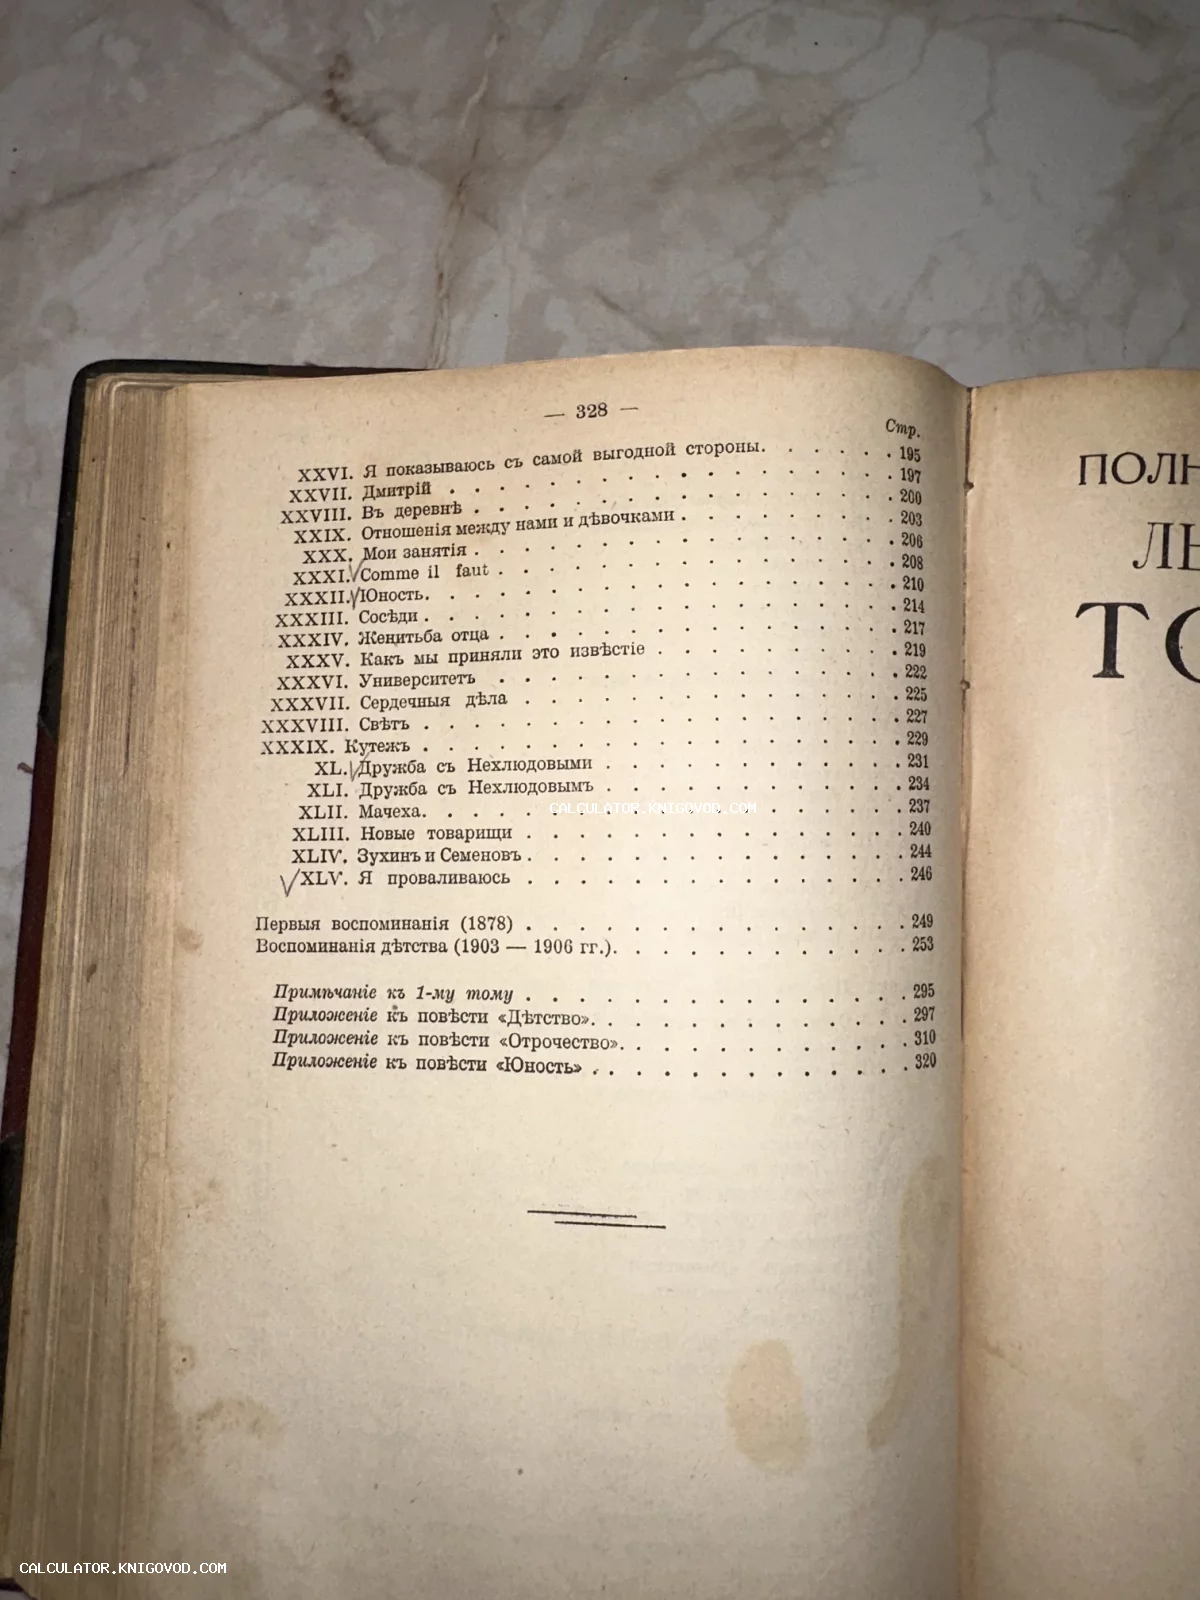 — 328 —
Стр.
XXVI. Я показываюсь съ самой выгодной стороны. . . . . . 195
XXVII. Дмитрій . . . . . . . . . . . . . . . . 197
XXVIII. Въ деревнѣ . . . . . . . . . . . . . . . 200
XXIX. Отношенія между нами и дѣвочками . . . . . . . . 203
XXX. Мои занятія . . . . . . . . . . . . . . . 206
XXXI. Comme il faut . . . . . . . . . . . . . . 208
XXXII. Юность. . . . . . . . . . . . . . . . . 210
XXXIII. Сосѣди . . . . . . . . . . . . . . . . . 214
XXXIV. Женитьба отца . . . . . . . . . . . . . . 217
XXXV. Какъ мы приняли это извѣстіе . . . . . . . . . 219
XXXVI. Университетъ . . . . . . . . . . . . . . . 222
XXXVII. Сердечныя дѣла . . . . . . . . . . . . . . 225
XXXVIII. Свѣтъ . . . . . . . . . . . . . . . . . 227
XXXIX. Кутежъ . . . . . . . . . . . . . . . . . 229
XL. Дружба съ Нехлюдовыми . . . . . . . . . . . 231
XLI. Дружба съ Нехлюдовымъ . . . . . . . . . . . 234
XLII. Мачеха. . . . . . . . . . . . . . . . . 237
XLIII. Новые товарищи . . . . . . . . . . . . . . 240
XLIV. Зухинъ и Семеновъ . . . . . . . . . . . . . . 244
XLV. Я проваливаюсь . . . . . . . . . . . . . . 246
Первыя воспоминанія (1878) . . . . . . . . . . . . . . 249
Воспоминанія дѣтства (1903 — 1906 гг.). . . . . . . . . . . 253
Примѣчаніе къ 1-му тому . . . . . . . . . . . . . . 295
Приложеніе къ повѣсти «Дѣтство». . . . . . . . . . . . 297
Приложеніе къ повѣсти «Отрочество». . . . . . . . . . . 310
Приложеніе къ повѣсти «Юность» . . . . . . . . . . . . 320
ПОЛН
ЛЬ
ТО
CALCULATOR.KNIGOVOD.COM
CALCULATOR.KNIGOVOD.COM